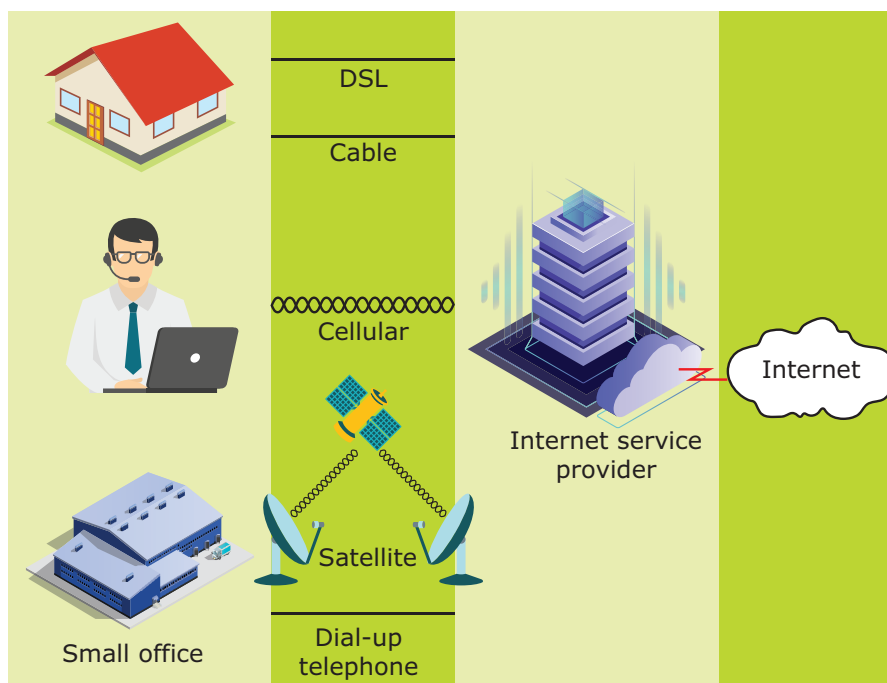 DSL
Cable
Cellular
Satellite
Dial-up
telephone
Small office
Internet service
provider
Internet